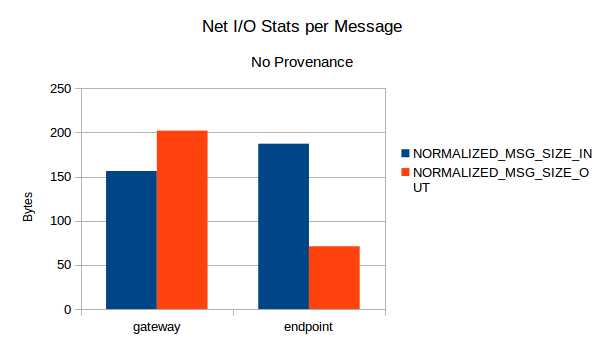 Net I/O Stats per Message
No Provenance
250
200
150
100
50
0
Bytes
gateway
endpoint
NORMALIZED_MSG_SIZE_IN
NORMALIZED_MSG_SIZE_O
UT